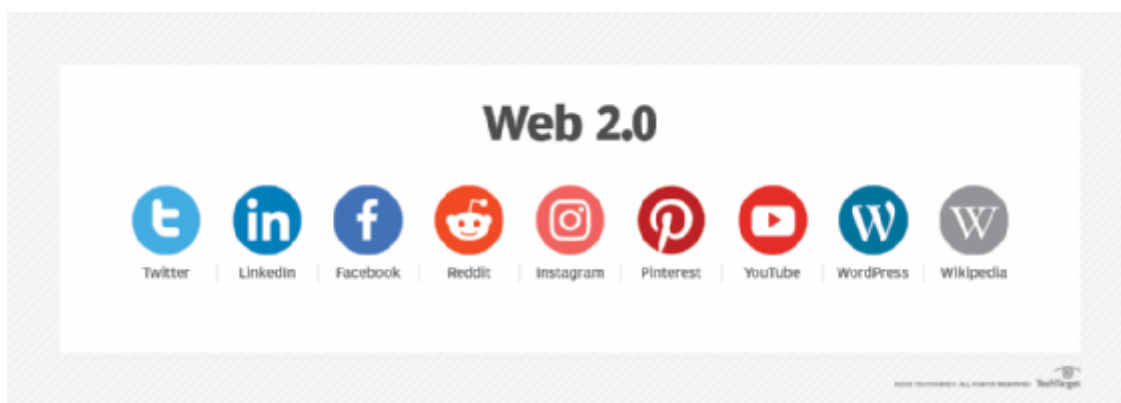 Web 2.0
Twitter LinkedIn Facebook Reddit Instagram Pinterest YouTube WordPress Wikipedia
TechTarget